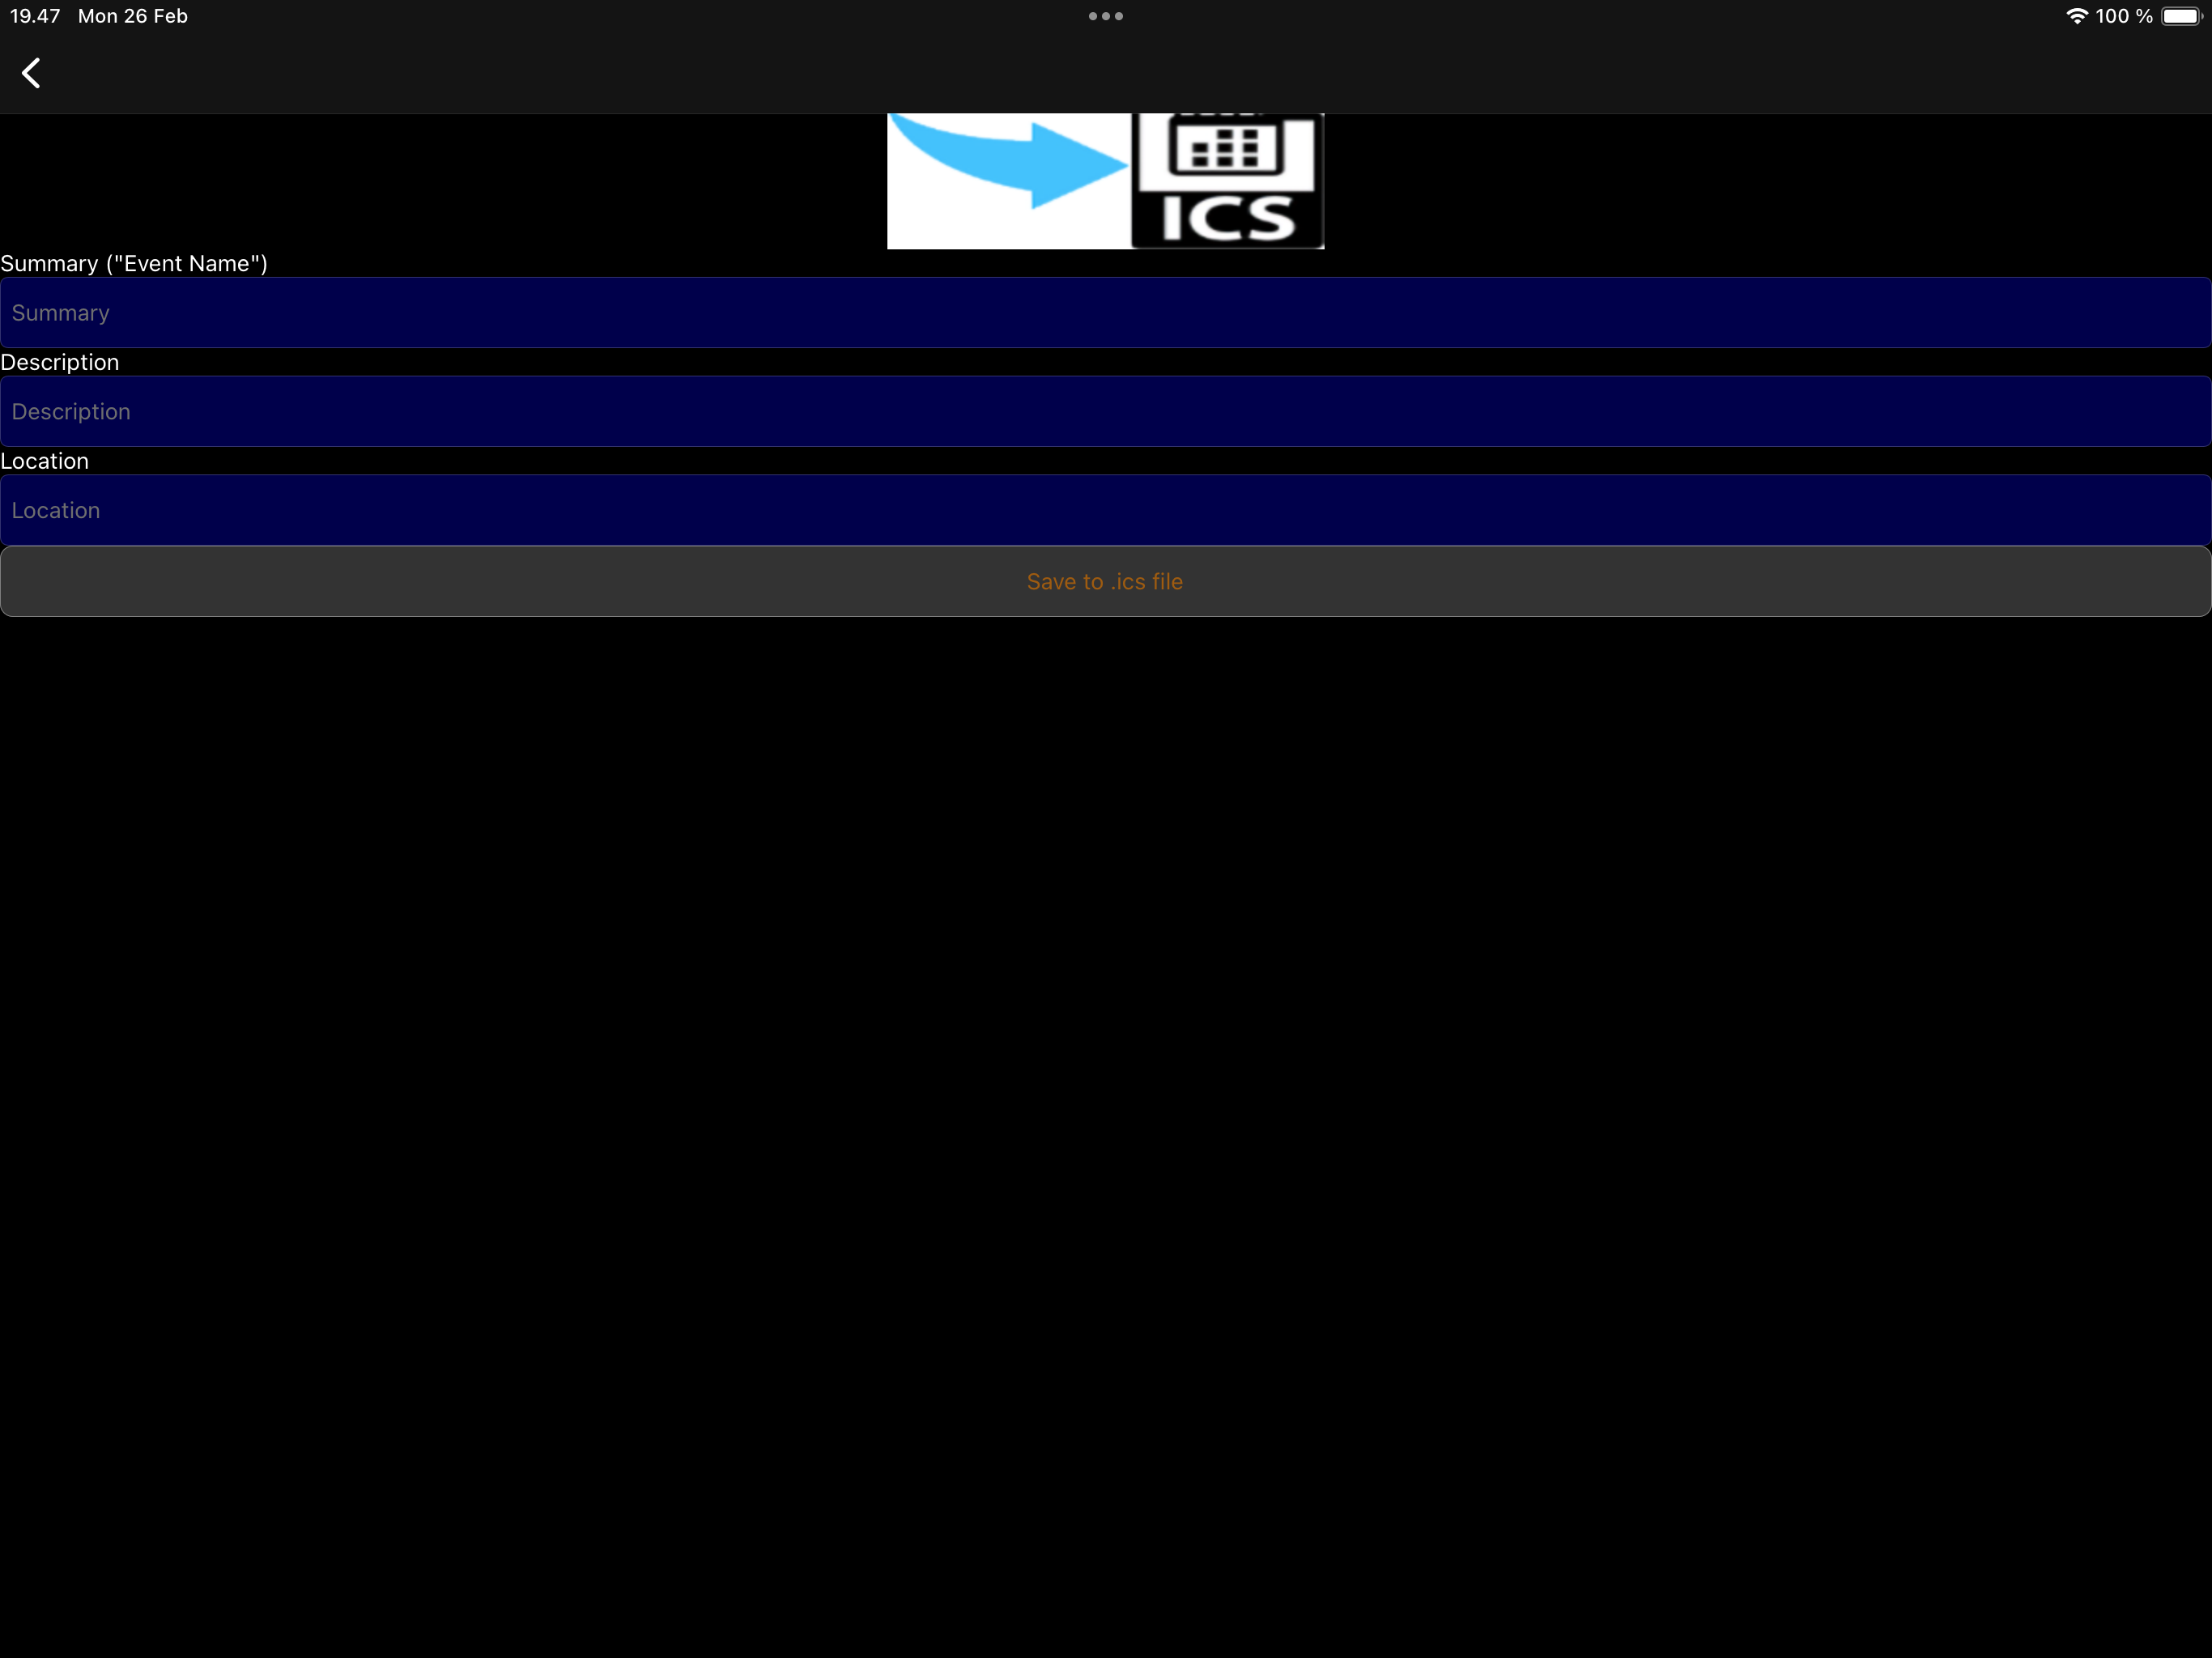 19.47 Mon 26 Feb
100 %
ICS
Summary ("Event Name")
Summary
Description
Description
Location
Location
Save to .ics file